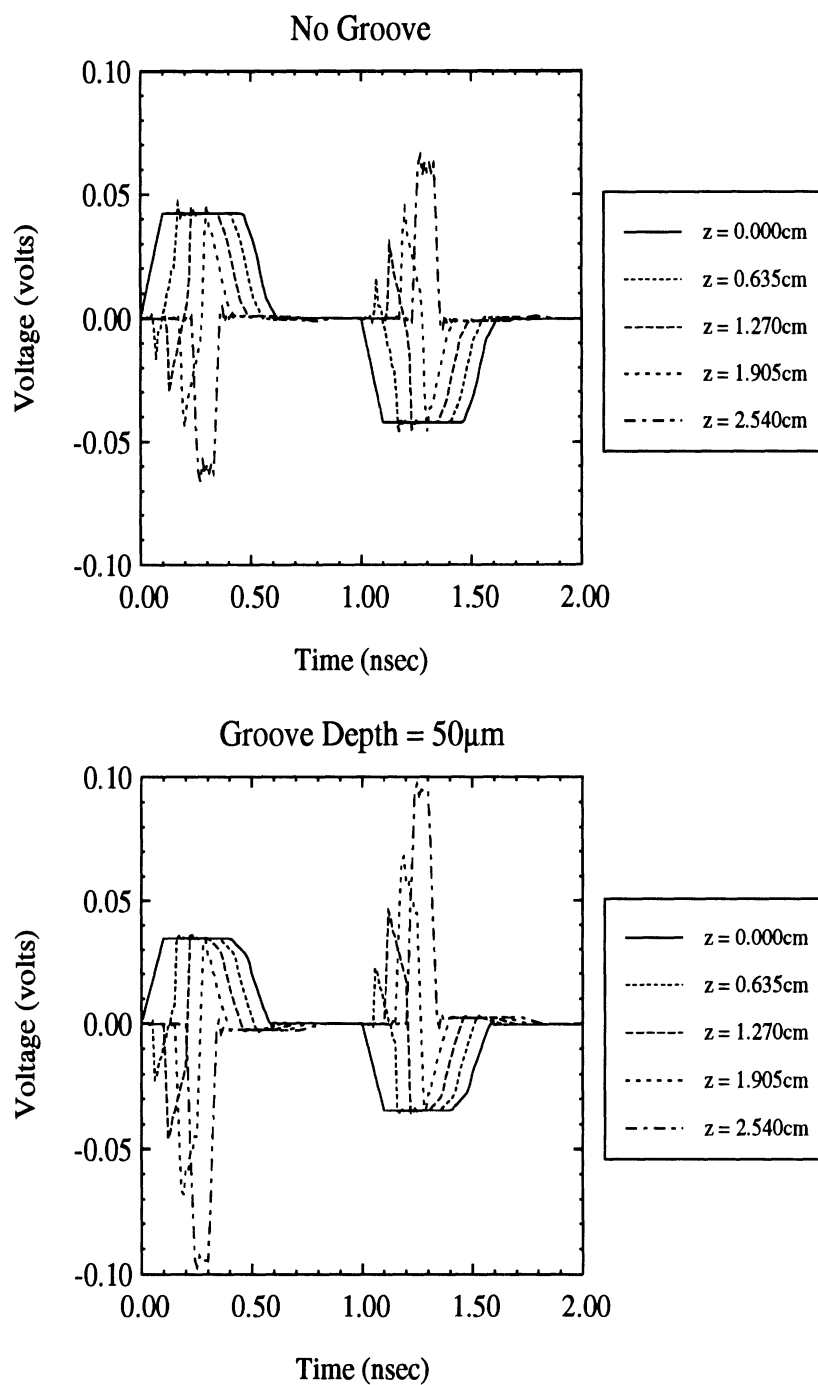 No Groove
0.10
0.05
0.00
-0.05
-0.10
Voltage (volts)
0.00 0.50 1.00 1.50 2.00
Time (nsec)
z = 0.000cm
z = 0.635cm
z = 1.270cm
z = 1.905cm
z = 2.540cm
Groove Depth = 50µm
0.10
0.05
0.00
-0.05
-0.10
Voltage (volts)
0.00 0.50 1.00 1.50 2.00
Time (nsec)
z = 0.000cm
z = 0.635cm
z = 1.270cm
z = 1.905cm
z = 2.540cm